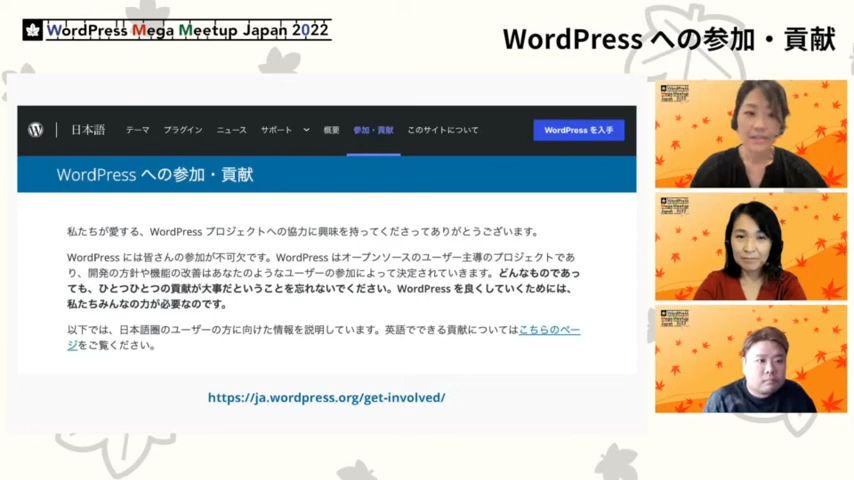 WordPress Mega Meetup Japan 2022
WordPress への参加・貢献
日本語 テーマ プラグイン ニュース サポート 概要 参加・貢献 このサイトについて WordPress を入手
WordPress への参加・貢献
私たちが愛する、WordPress プロジェクトへの協力に興味を持ってくださってありがとうございます。
WordPress には皆さんの参加が不可欠です。WordPress はオープンソースのユーザー主導のプロジェクトであ
り、開発の方針や機能の改善はあなたのようなユーザーの参加によって決定されていきます。どんなものであっ
ても、ひとつひとつの貢献が大事だということを忘れないでください。WordPress を良くしていくためには、
私たちみんなの力が必要なのです。
以下では、日本語圏のユーザーの方に向けた情報を説明しています。英語でできる貢献についてはこちらのペー
ジをご覧ください。
https://ja.wordpress.org/get-involved/